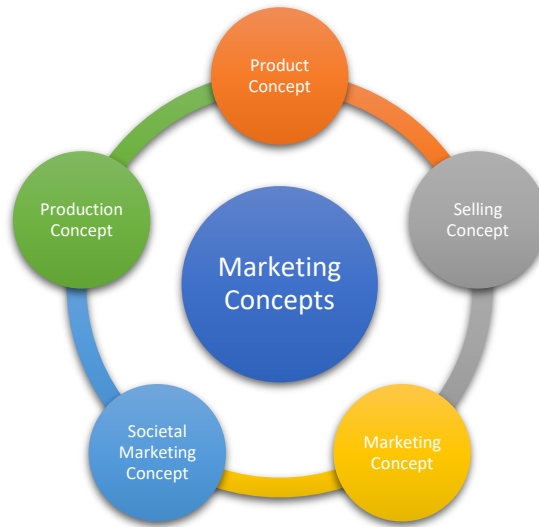 Product
Concept
Production
Concept
Selling
Concept
Marketing
Concepts
Societal
Marketing
Concept
Marketing
Concept